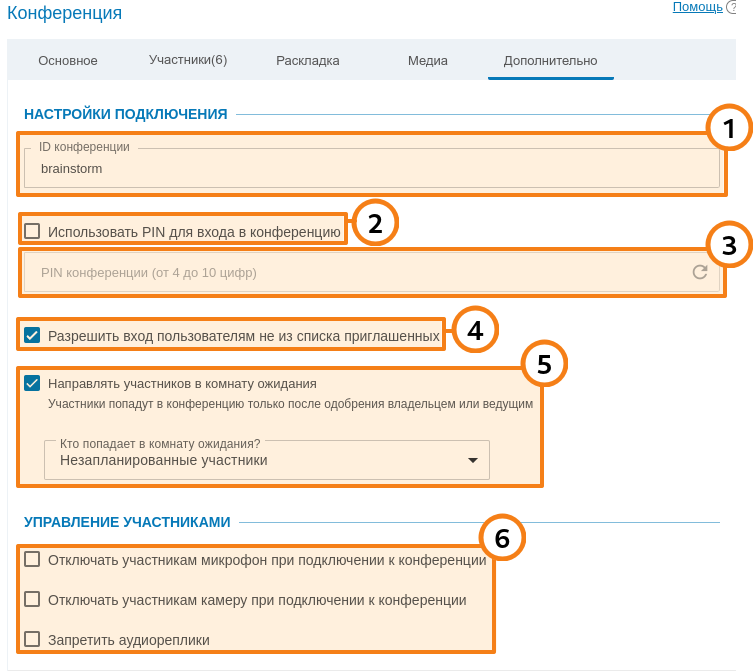 Конференция
Помощь ?
Основное Участники(6) Раскладка Медиа Дополнительно
НАСТРОЙКИ ПОДКЛЮЧЕНИЯ
1
ID конференции
brainstorm
2
Использовать PIN для входа в конференцию
3
PIN конференции (от 4 до 10 цифр)
4
Разрешить вход пользователям не из списка приглашенных
5
Направлять участников в комнату ожидания
Участники попадут в конференцию только после одобрения владельцем или ведущим
Кто попадает в комнату ожидания?
Незапланированные участники
УПРАВЛЕНИЕ УЧАСТНИКАМИ
6
Отключать участникам микрофон при подключении к конференции
Отключать участникам камеру при подключении к конференции
Запретить аудиореплики